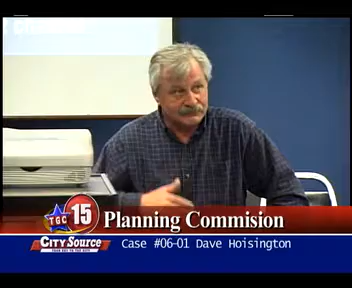 TGC
15
Planning Commision
CITY SOURCE
Case #06-01 Dave Hoisington